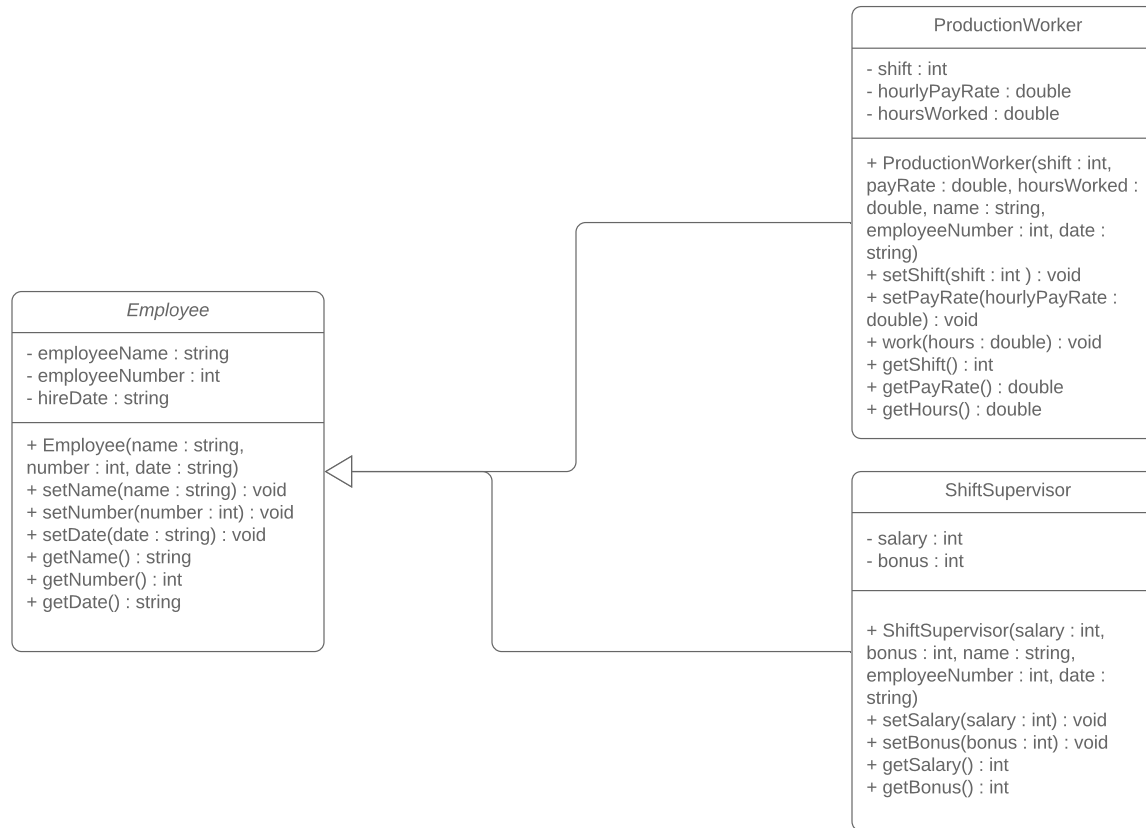 Employee
- employeeName : string
- employeeNumber : int
- hireDate : string
+ Employee(name : string,
number : int, date : string)
+ setName(name : string) : void
+ setNumber(number : int) : void
+ setDate(date : string) : void
+ getName() : string
+ getNumber() : int
+ getDate() : string
ProductionWorker
- shift : int
- hourlyPayRate : double
- hoursWorked : double
+ ProductionWorker(shift : int,
payRate : double, hoursWorked :
double, name : string,
employeeNumber : int, date :
string)
+ setShift(shift : int ) : void
+ setPayRate(hourlyPayRate :
double) : void
+ work(hours : double) : void
+ getShift() : int
+ getPayRate() : double
+ getHours() : double
ShiftSupervisor
- salary : int
- bonus : int
+ ShiftSupervisor(salary : int,
bonus : int, name : string,
employeeNumber : int, date :
string)
+ setSalary(salary : int) : void
+ setBonus(bonus : int) : void
+ getSalary() : int
+ getBonus() : int